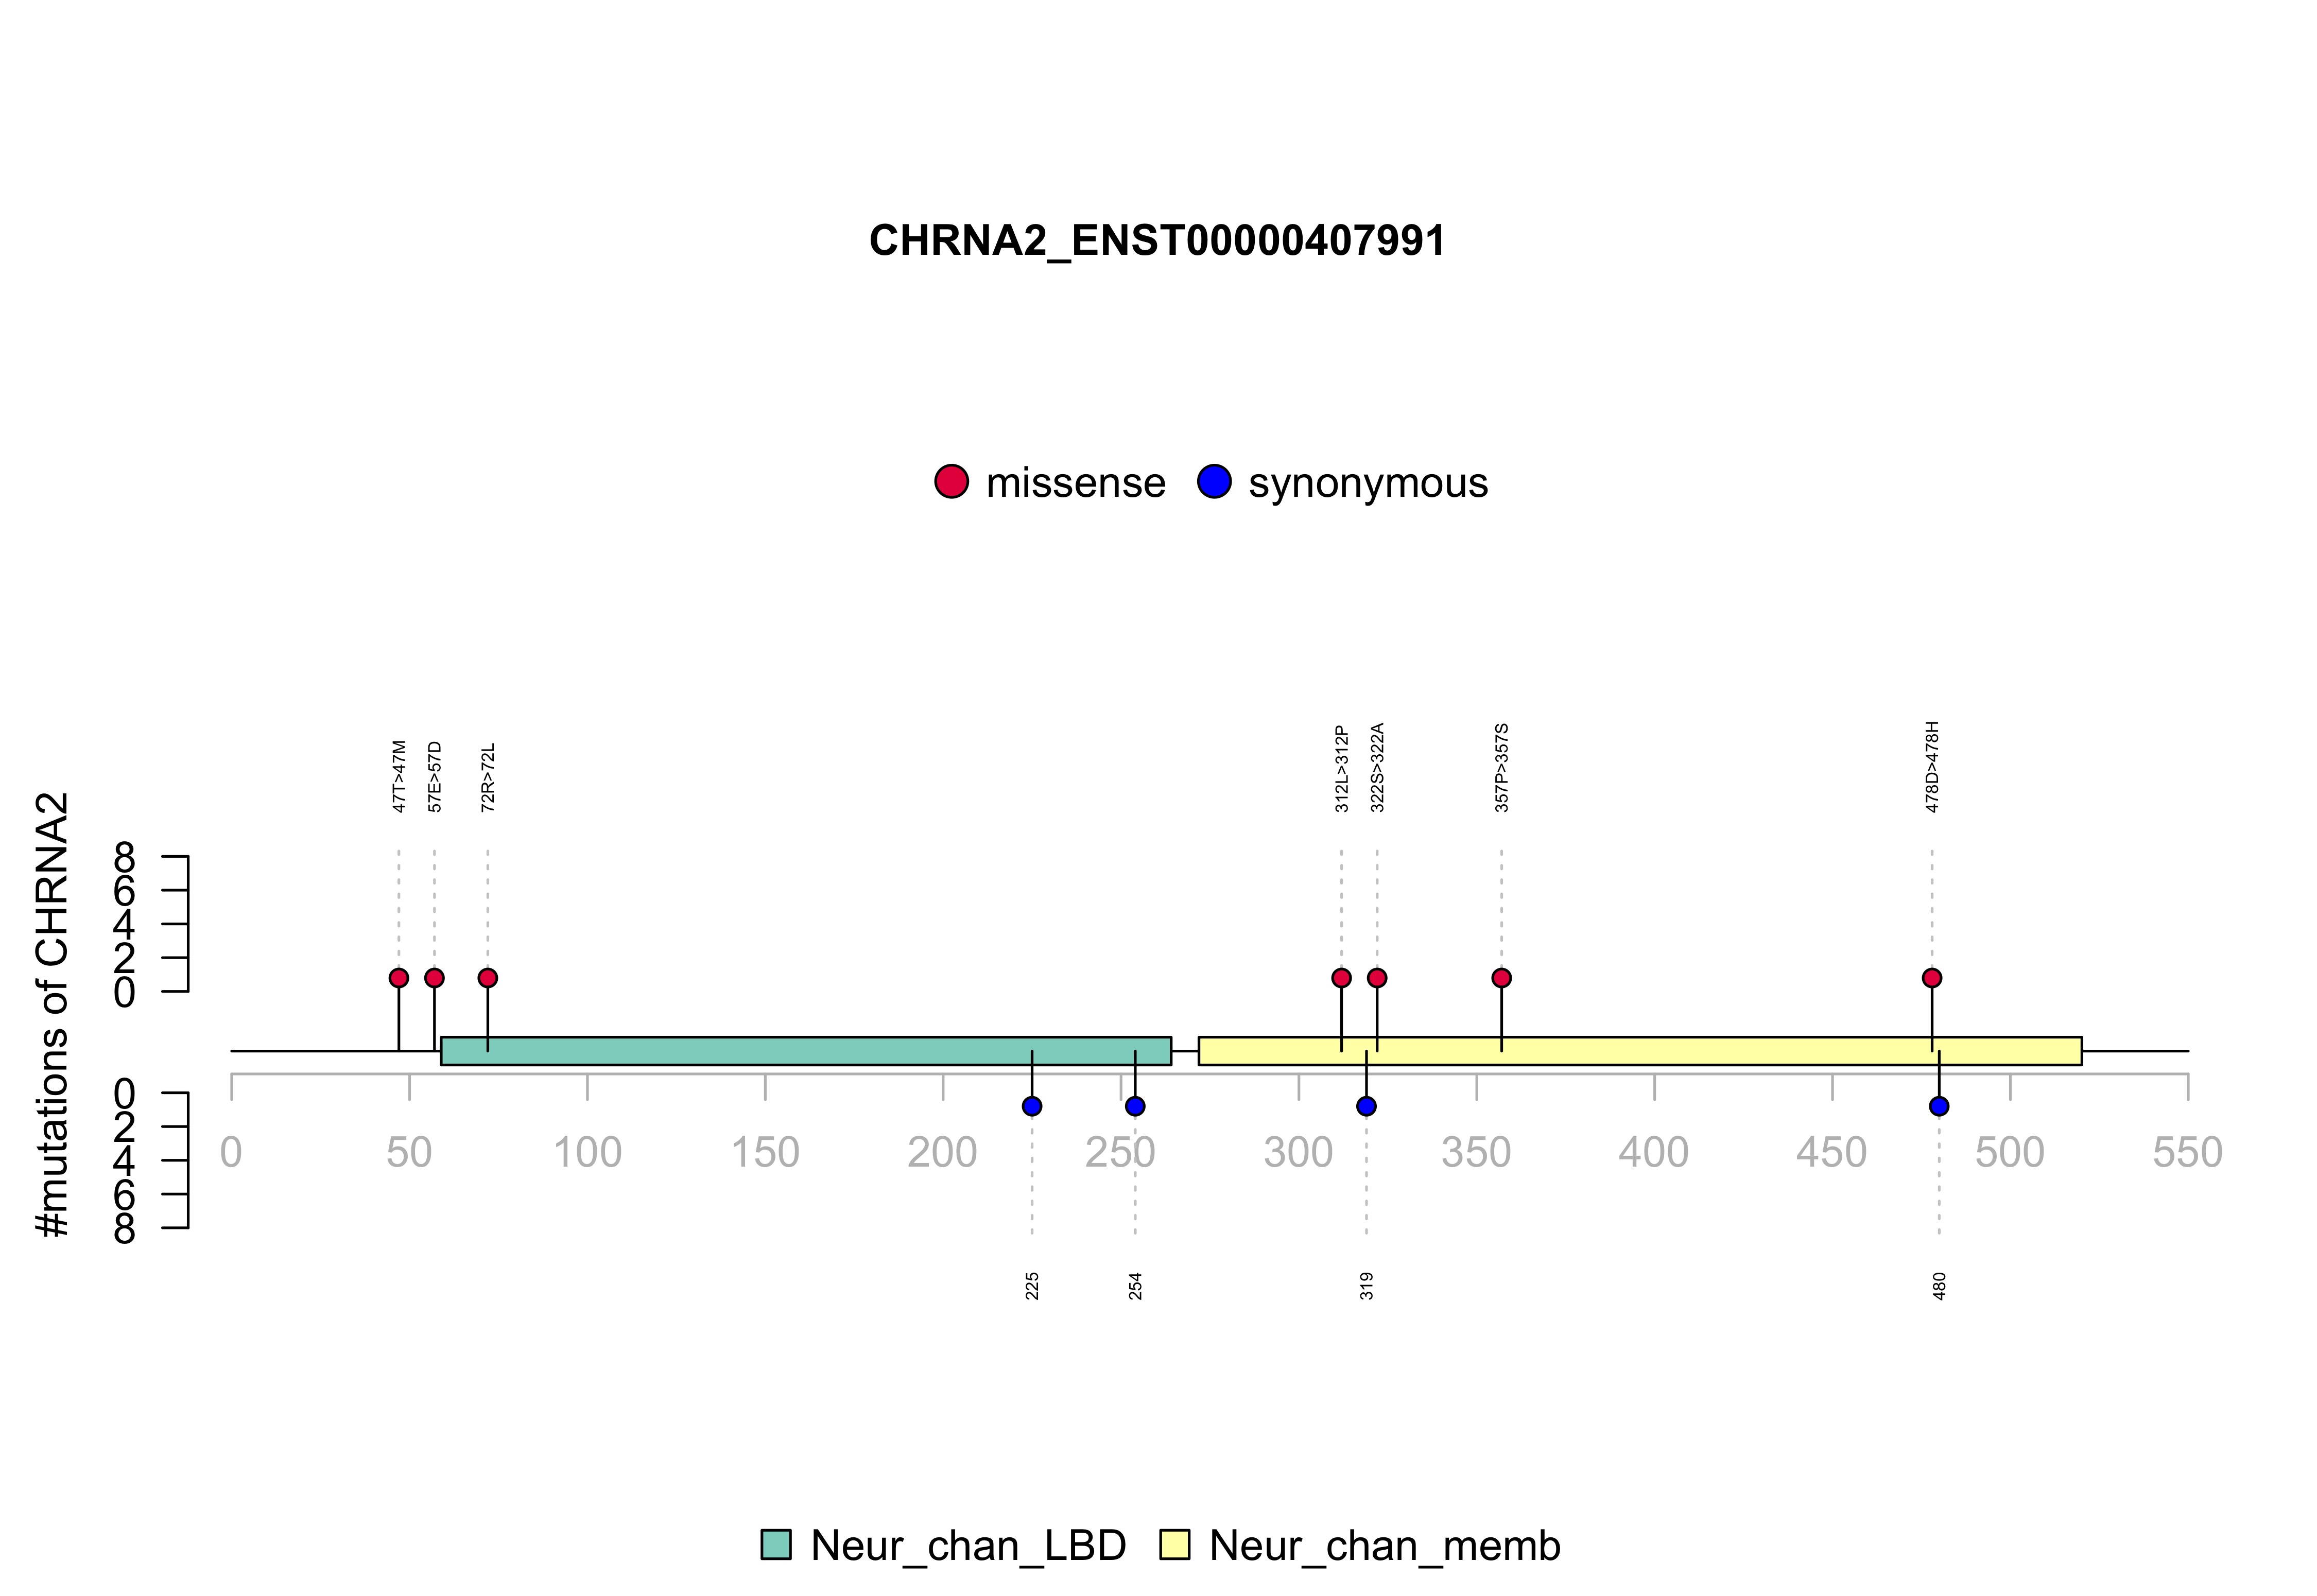 CHRNA2_ENST00000407991
missense synonymous
47T>47M 57E>57D 72R>72L 312L>312P 322S>322A 357P>357S 478D>478H
#mutations of CHRNA2
8
6
4
2
0
0
2
4
6
8
0 50 100 150 200 250 300 350 400 450 500 550
225 254 319 480
Neur_chan_LBD Neur_chan_memb